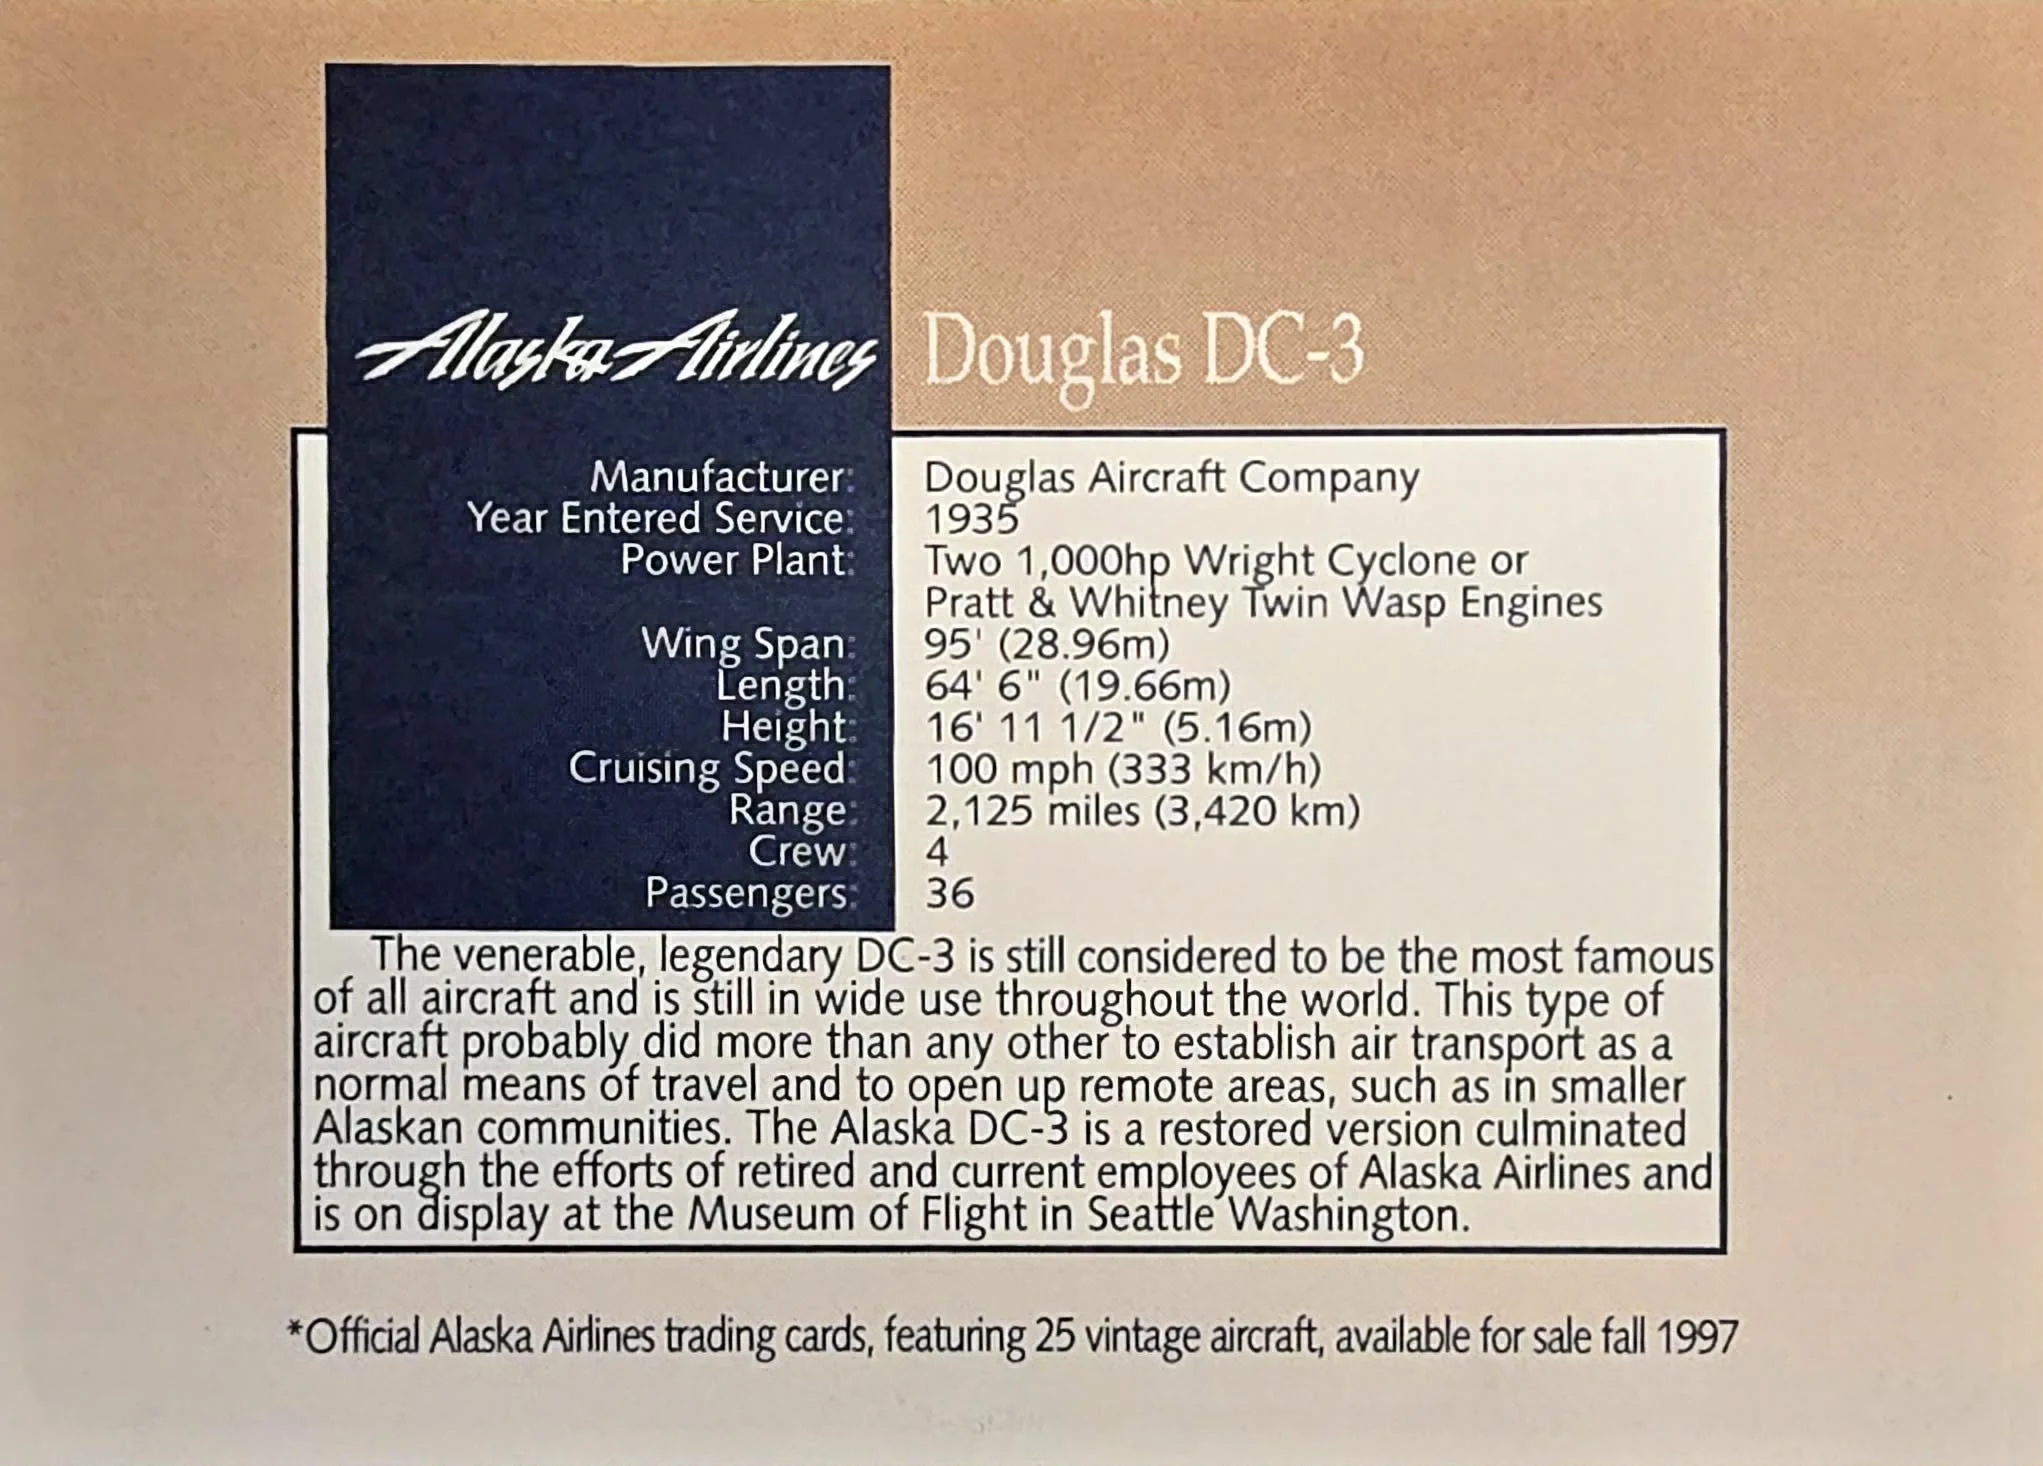 Alaska Airlines Douglas DC-3
Manufacturer: Douglas Aircraft Company
Year Entered Service: 1935
Power Plant: Two 1,000hp Wright Cyclone or
Pratt & Whitney Twin Wasp Engines
Wing Span: 95' (28.96m)
Length: 64' 6" (19.66m)
Height: 16' 11 1/2" (5.16m)
Cruising Speed: 100 mph (333 km/h)
Range: 2,125 miles (3,420 km)
Crew: 4
Passengers: 36
The venerable, legendary DC-3 is still considered to be the most famous
of all aircraft and is still in wide use throughout the world. This type of
aircraft probably did more than any other to establish air transport as a
normal means of travel and to open up remote areas, such as in smaller
Alaskan communities. The Alaska DC-3 is a restored version culminated
through the efforts of retired and current employees of Alaska Airlines and
is on display at the Museum of Flight in Seattle Washington.
*Official Alaska Airlines trading cards, featuring 25 vintage aircraft, available for sale fall 1997